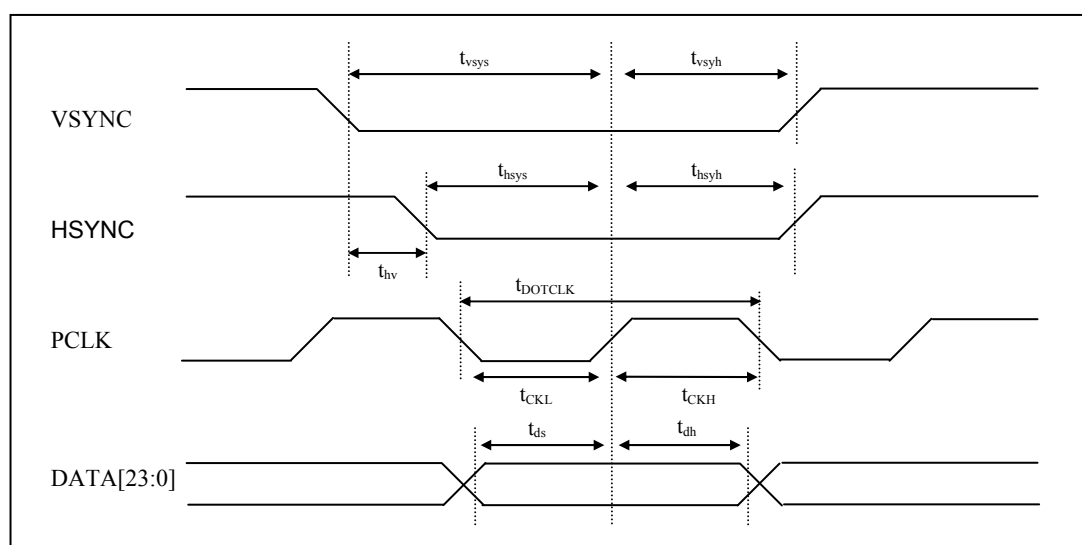 t_vsys t_vsyh
VSYNC
t_hsys t_hsyh
HSYNC
t_hv
t_DOTCLK
PCLK
t_CKL t_CKH
t_ds t_dh
DATA[23:0]